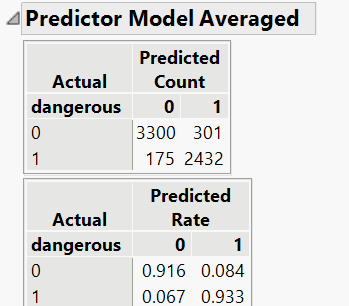 Predictor Model Averaged
Predicted
Actual Count
dangerous 0 1
0 3300 301
1 175 2432
Predicted
Actual Rate
dangerous 0 1
0 0.916 0.084
1 0.067 0.933